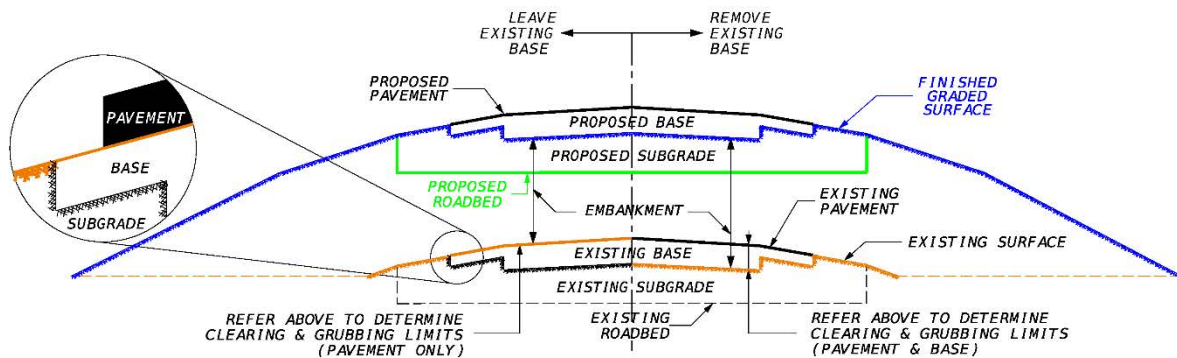 LEAVE
EXISTING
BASE
REMOVE
EXISTING
BASE
PROPOSED
PAVEMENT
FINISHED
GRADED
SURFACE
PAVEMENT
BASE
SUBGRADE
PROPOSED BASE
PROPOSED SUBGRADE
PROPOSED
ROADBED
EMBANKMENT
EXISTING
PAVEMENT
EXISTING SURFACE
EXISTING BASE
EXISTING SUBGRADE
EXISTING
ROADBED
REFER ABOVE TO DETERMINE
CLEARING & GRUBBING LIMITS
(PAVEMENT ONLY)
REFER ABOVE TO DETERMINE
CLEARING & GRUBBING LIMITS
(PAVEMENT & BASE)